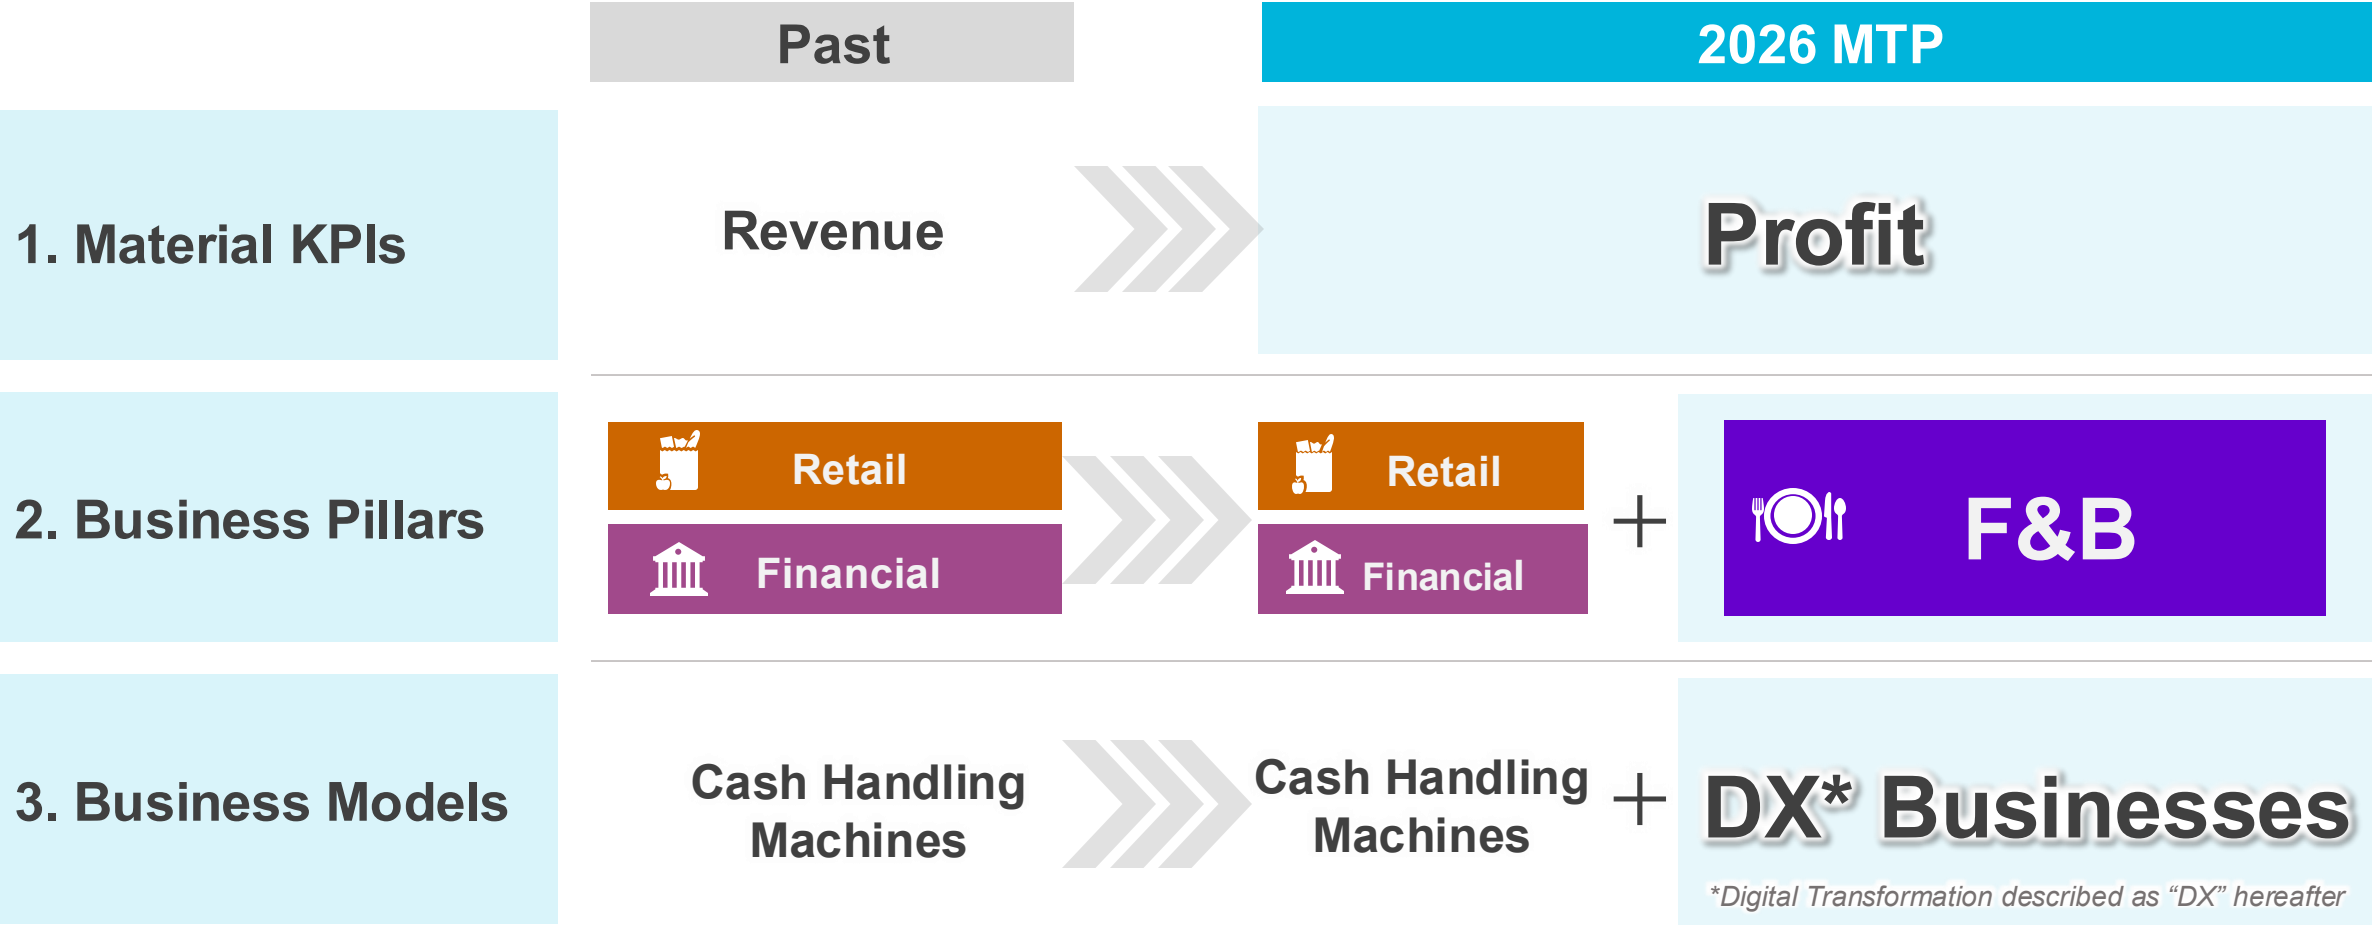 Past
2026 MTP
1. Material KPIs
Revenue
Profit
2. Business Pillars
Retail
Financial
Retail
Financial
+
F&B
3. Business Models
Cash Handling
Machines
Cash Handling
Machines
+
DX* Businesses
*Digital Transformation described as “DX” hereafter